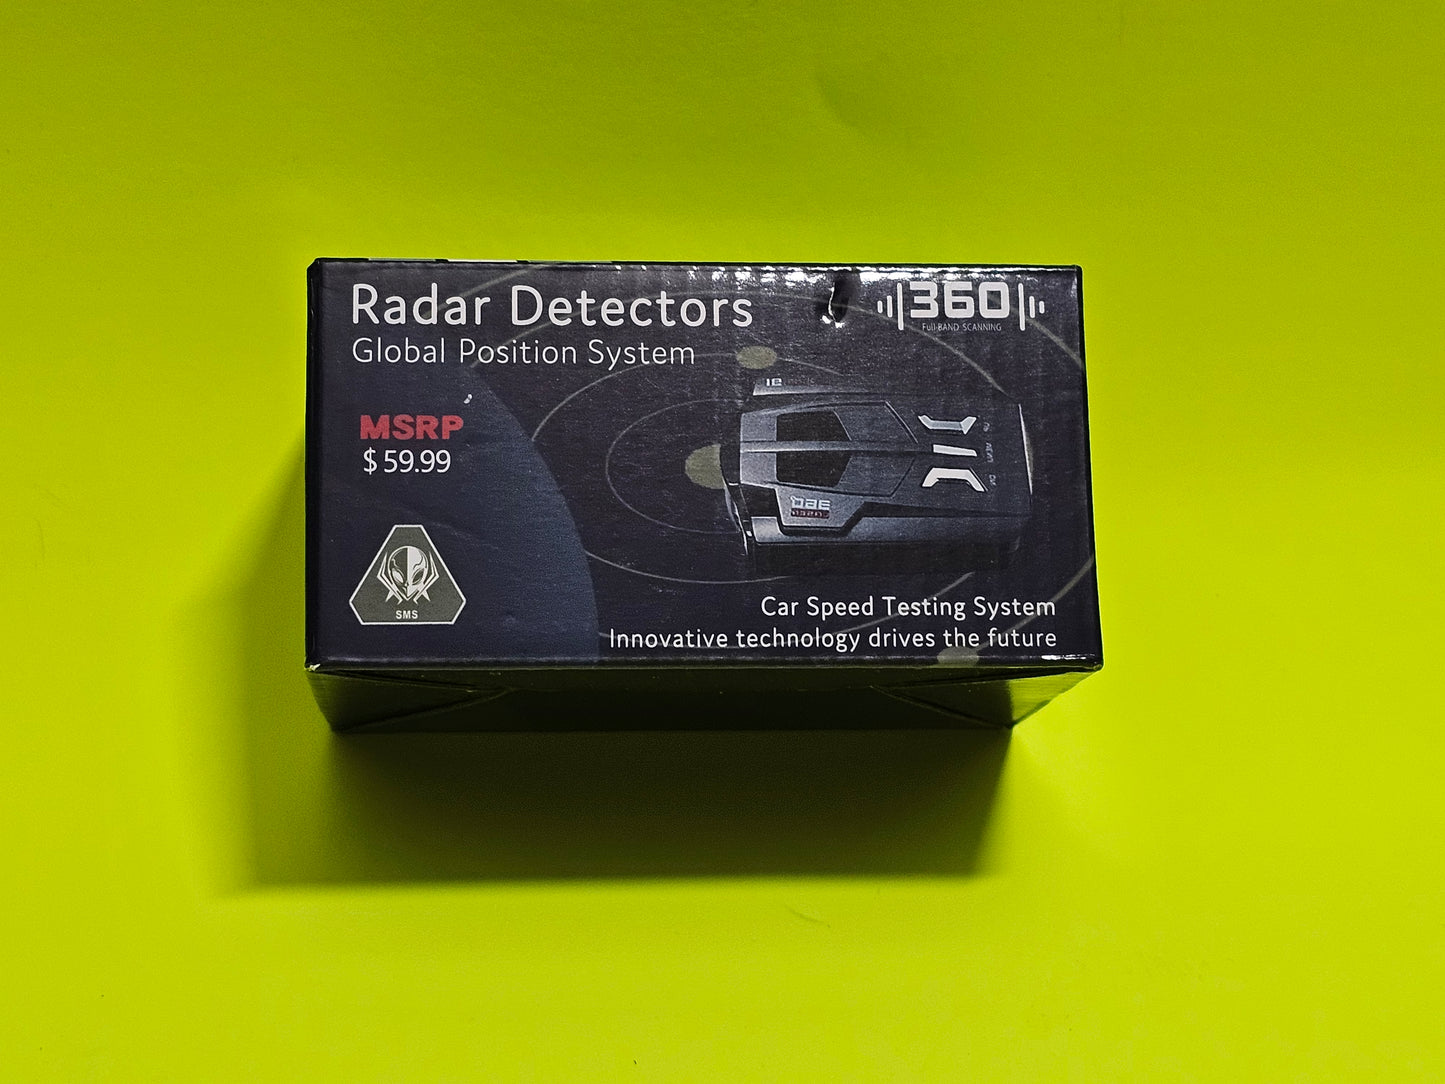 Radar Detectors
Global Position System
360
Full-BAND SCANNING
MSRP
$59.99
SMS
Car Speed Testing System
Innovative technology drives the future